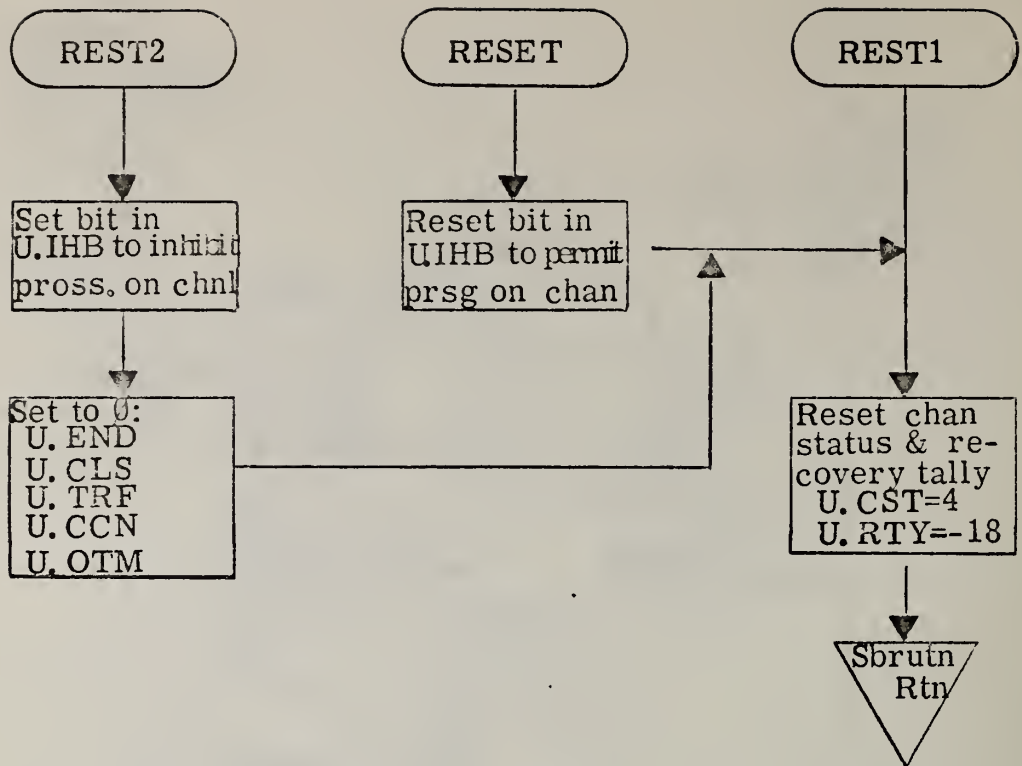 REST2
Set bit in
U. IHB to inhibit
pross. on chnl
Set to 0:
U. END
U. CLS
U. TRF
U. CCN
U. OTM
RESET
Reset bit in
U.IHB to permit
prsg on chan
REST1
Reset chan
status & re-
covery tally
U. CST=4
U. RTY=-18
Sbrutn
Rtn